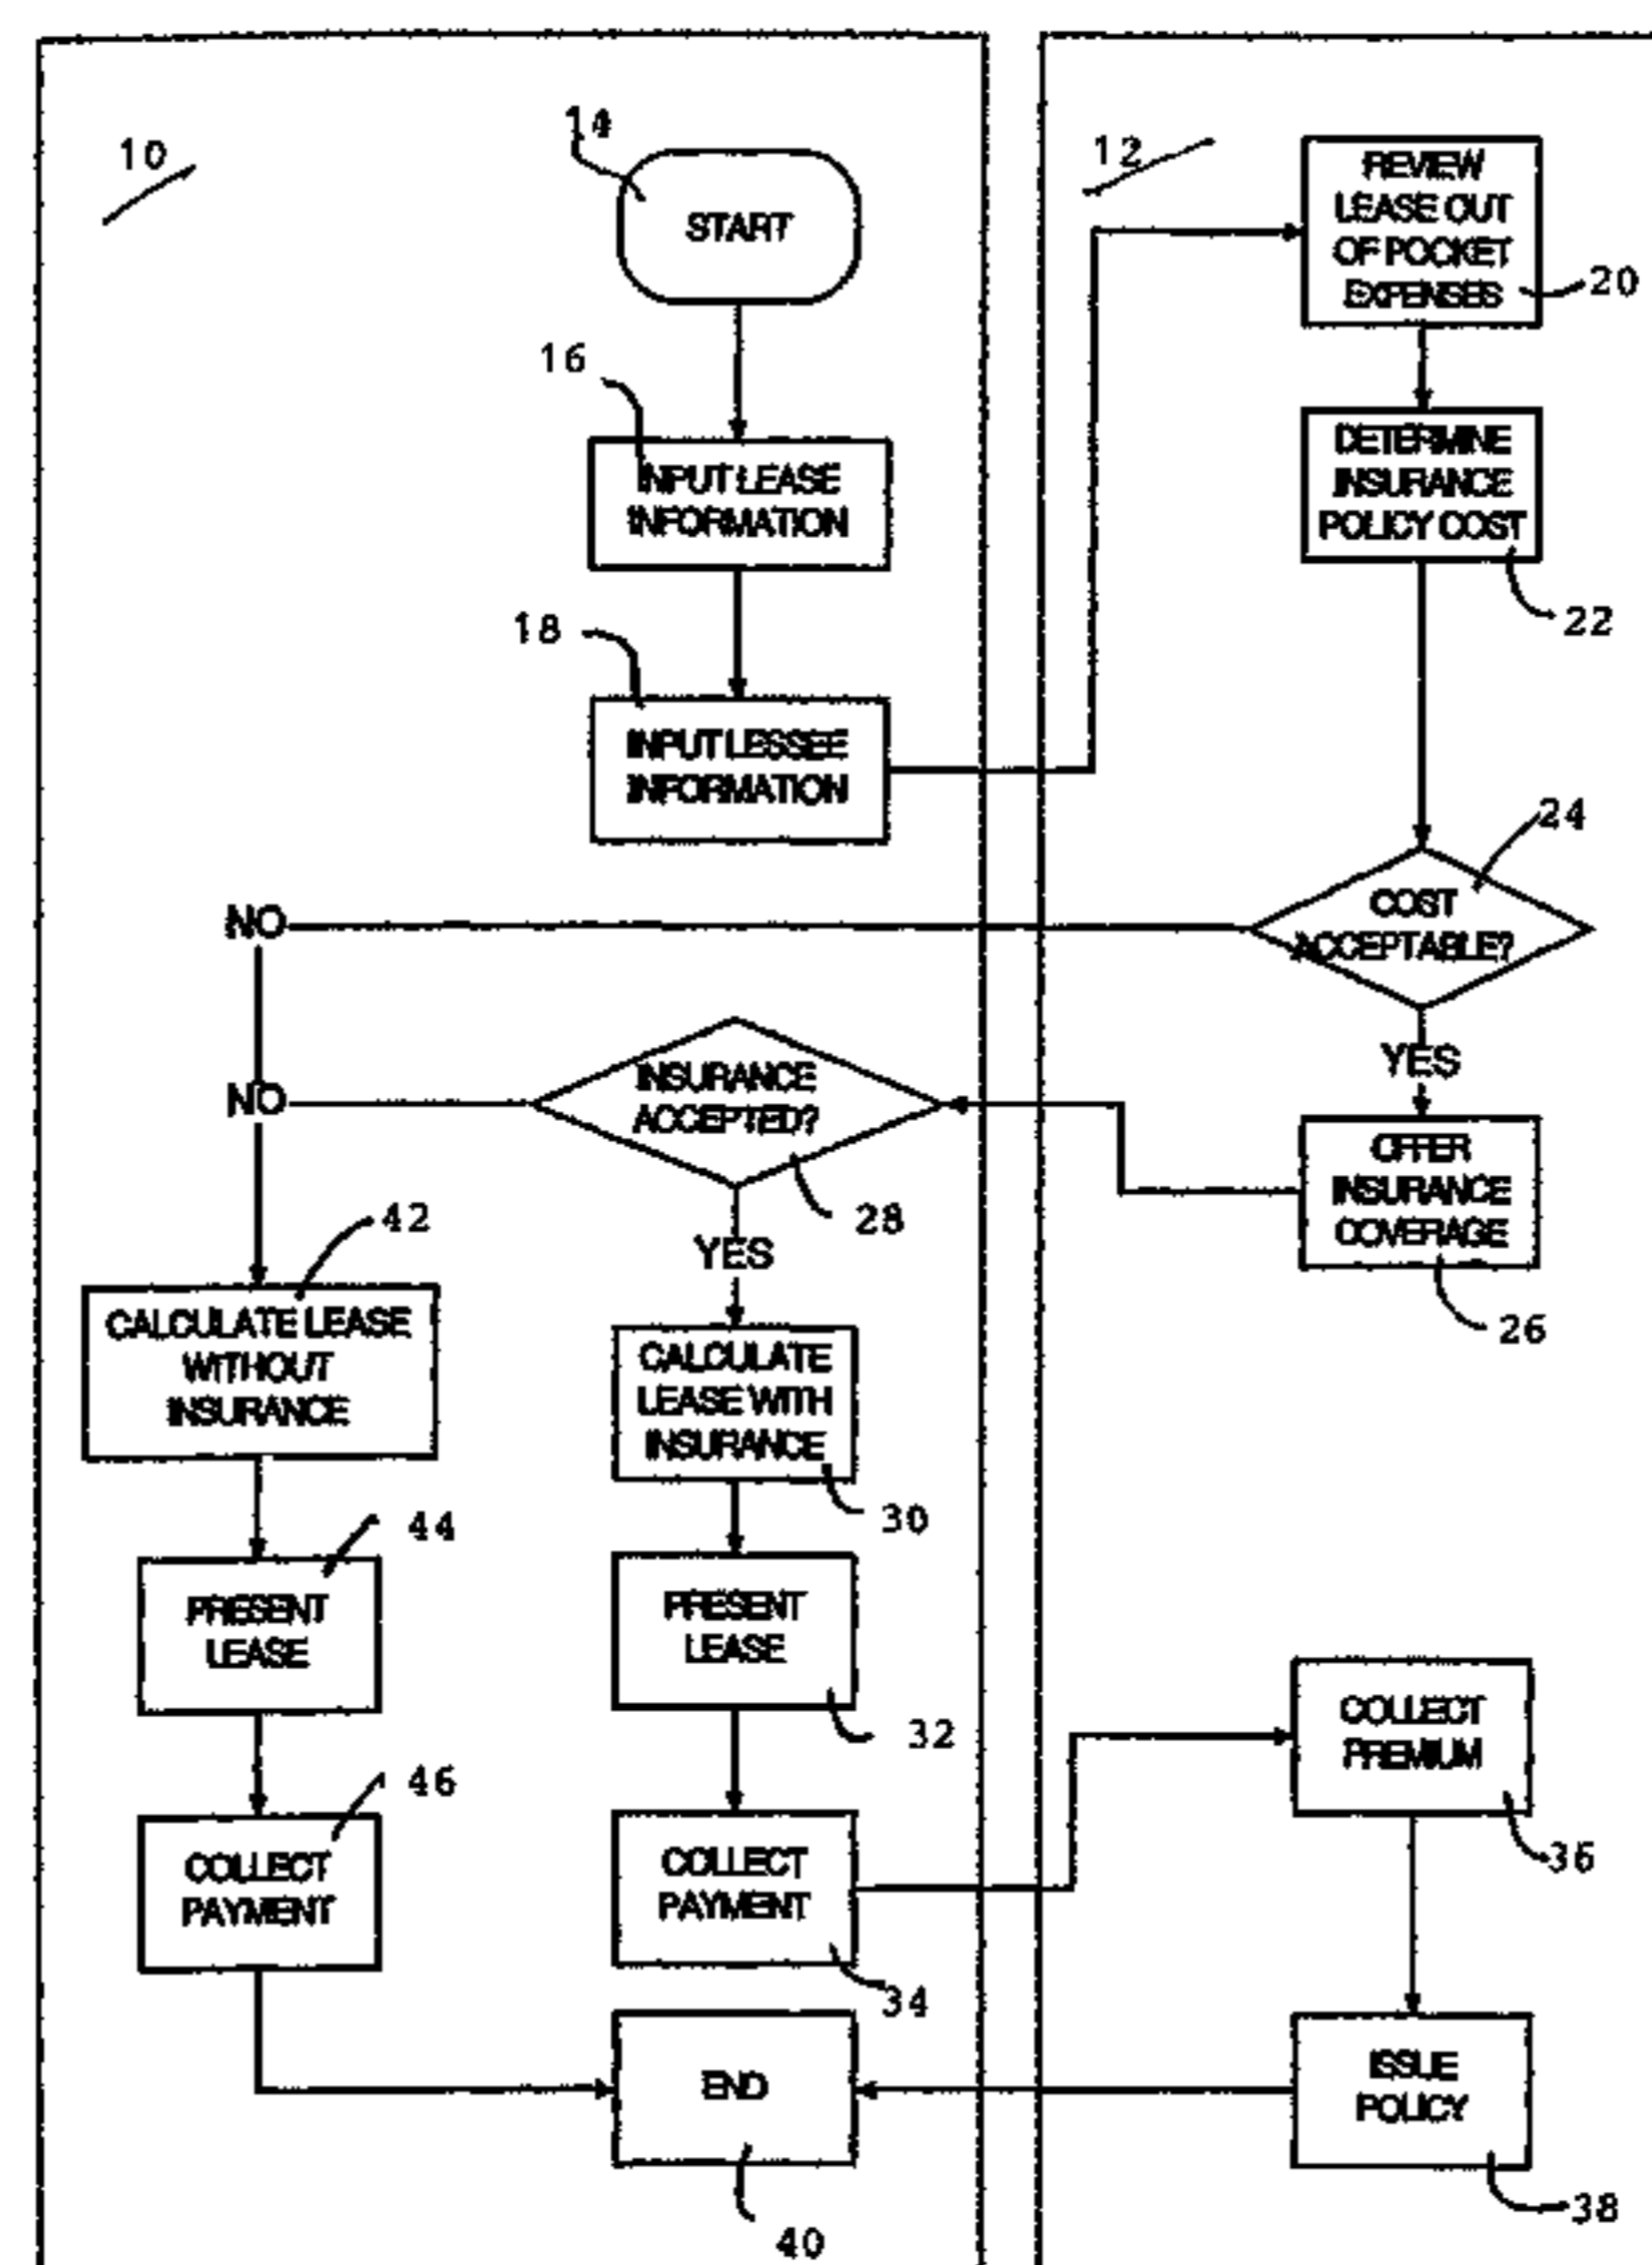 10
14
START
16
INPUT LEASE
INFORMATION
18
INPUT LESSEE
INFORMATION
12
REVIEW
LEASE OUT
OF POCKET
EXPENSES
20
DETERMINE
INSURANCE
POLICY COST
22
24
COST
ACCEPTABLE?
NO
YES
OFFER
INSURANCE
COVERAGE
26
INSURANCE
ACCEPTED?
28
NO
YES
42
CALCULATE LEASE
WITHOUT
INSURANCE
CALCULATE
LEASE WITH
INSURANCE
30
44
PRESENT
LEASE
PRESENT
LEASE
32
46
COLLECT
PAYMENT
COLLECT
PAYMENT
34
COLLECT
PREMIUM
36
END
40
ISSUE
POLICY
38